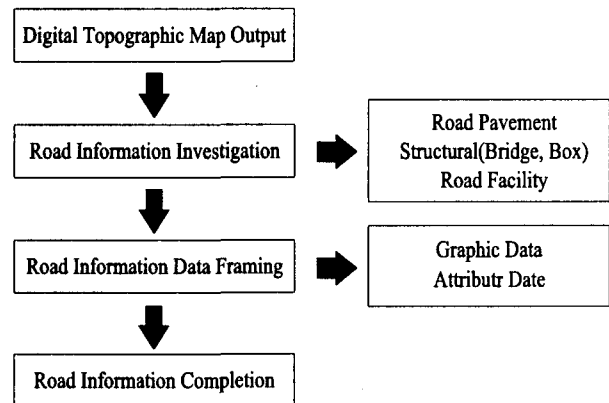 Digital Topographic Map Output
Road Information Investigation
Road Pavement
Structural(Bridge, Box)
Road Facility
Road Information Data Framing
Graphic Data
Attributr Date
Road Information Completion